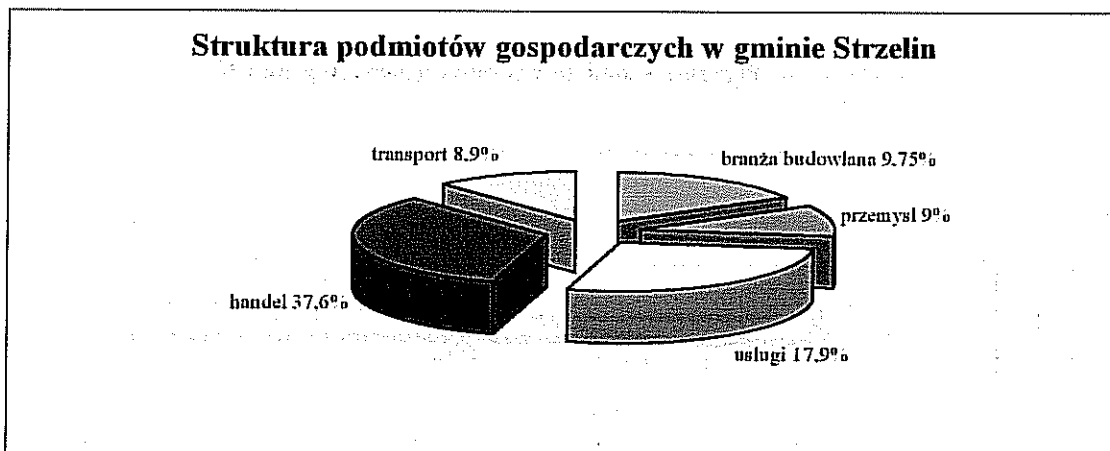 Struktura podmiotów gospodarczych w gminie Strzelin
transport 8.9%
branża budowlana 9.75%
przemysł 9%
handel 37,6%
usługi 17,9%